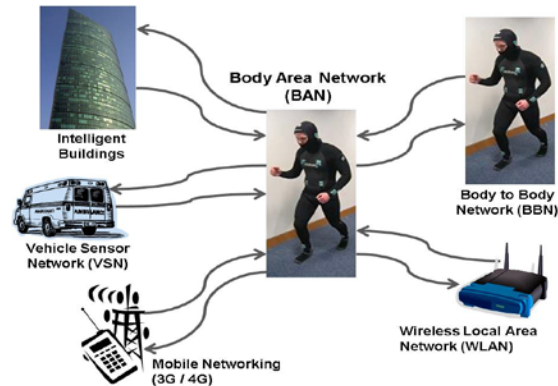 Body Area Network
(BAN)
Intelligent
Buildings
Body to Body
Network (BBN)
AMBULANCE
Vehicle Sensor
Network (VSN)
Wireless Local Area
Network (WLAN)
Mobile Networking
(3G / 4G)